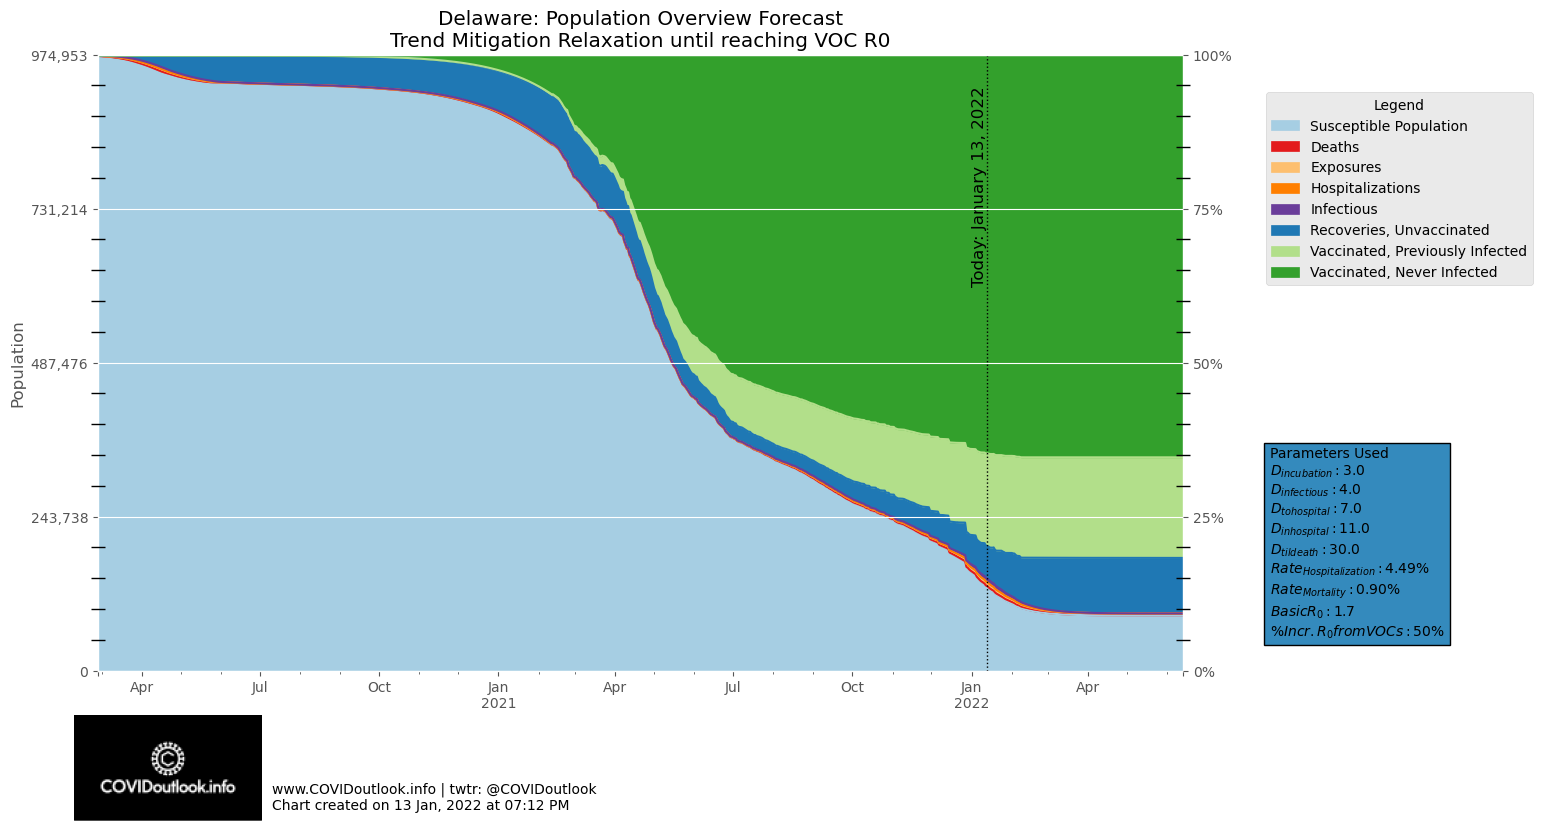 Delaware: Population Overview Forecast
Trend Mitigation Relaxation until reaching VOC R0
974,953
731,214
487,476
243,738
0
Population
100%
75%
50%
25%
0%
Today: January 13, 2022
Apr
Jul
Oct
Jan
2021
Apr
Jul
Oct
Jan
2022
Apr
Legend
Susceptible Population
Deaths
Exposures
Hospitalizations
Infectious
Recoveries, Unvaccinated
Vaccinated, Previously Infected
Vaccinated, Never Infected
Parameters Used
D_incubation : 3.0
D_infectious : 4.0
D_tohospital : 7.0
D_inhospital : 11.0
D_tildeath : 30.0
Rate_Hospitalization : 4.49%
Rate_Mortality : 0.90%
BasicR_0 : 1.7
%Incr.R_0fromVOCs : 50%
COVIDoutlook.info
www.COVIDoutlook.info | twtr: @COVIDoutlook
Chart created on 13 Jan, 2022 at 07:12 PM